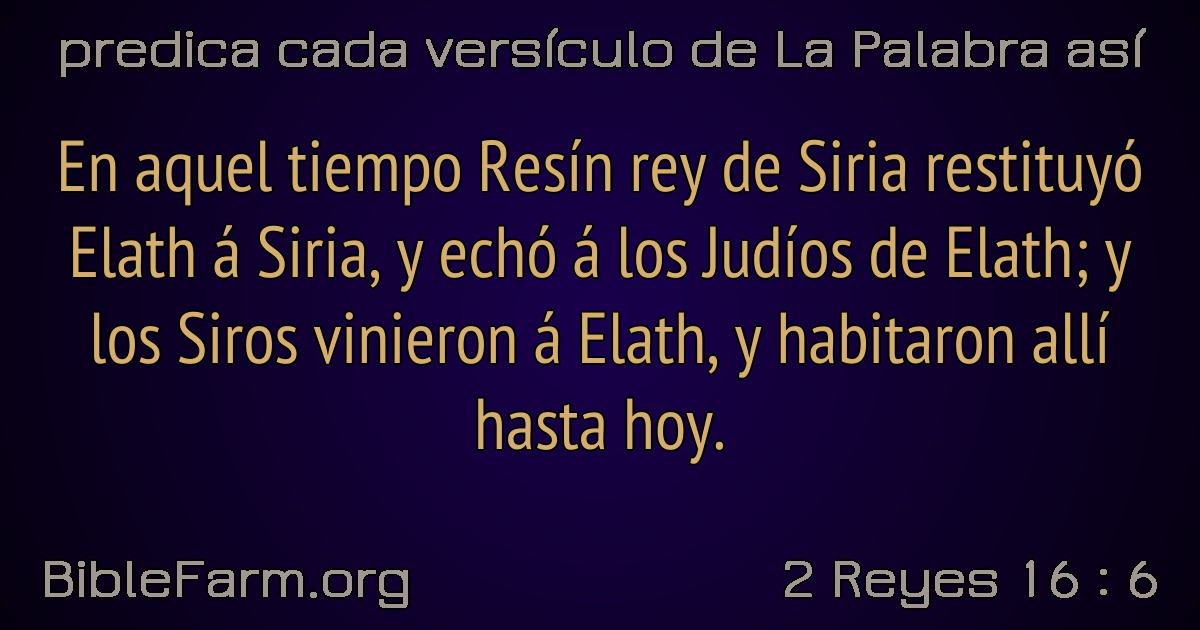 predica cada versículo de La Palabra así
En aquel tiempo Resín rey de Siria restituyó
Elath á Siria, y echó á los Judíos de Elath; y
los Siros vinieron á Elath, y habitaron allí
hasta hoy.
BibleFarm.org
2 Reyes 16 : 6